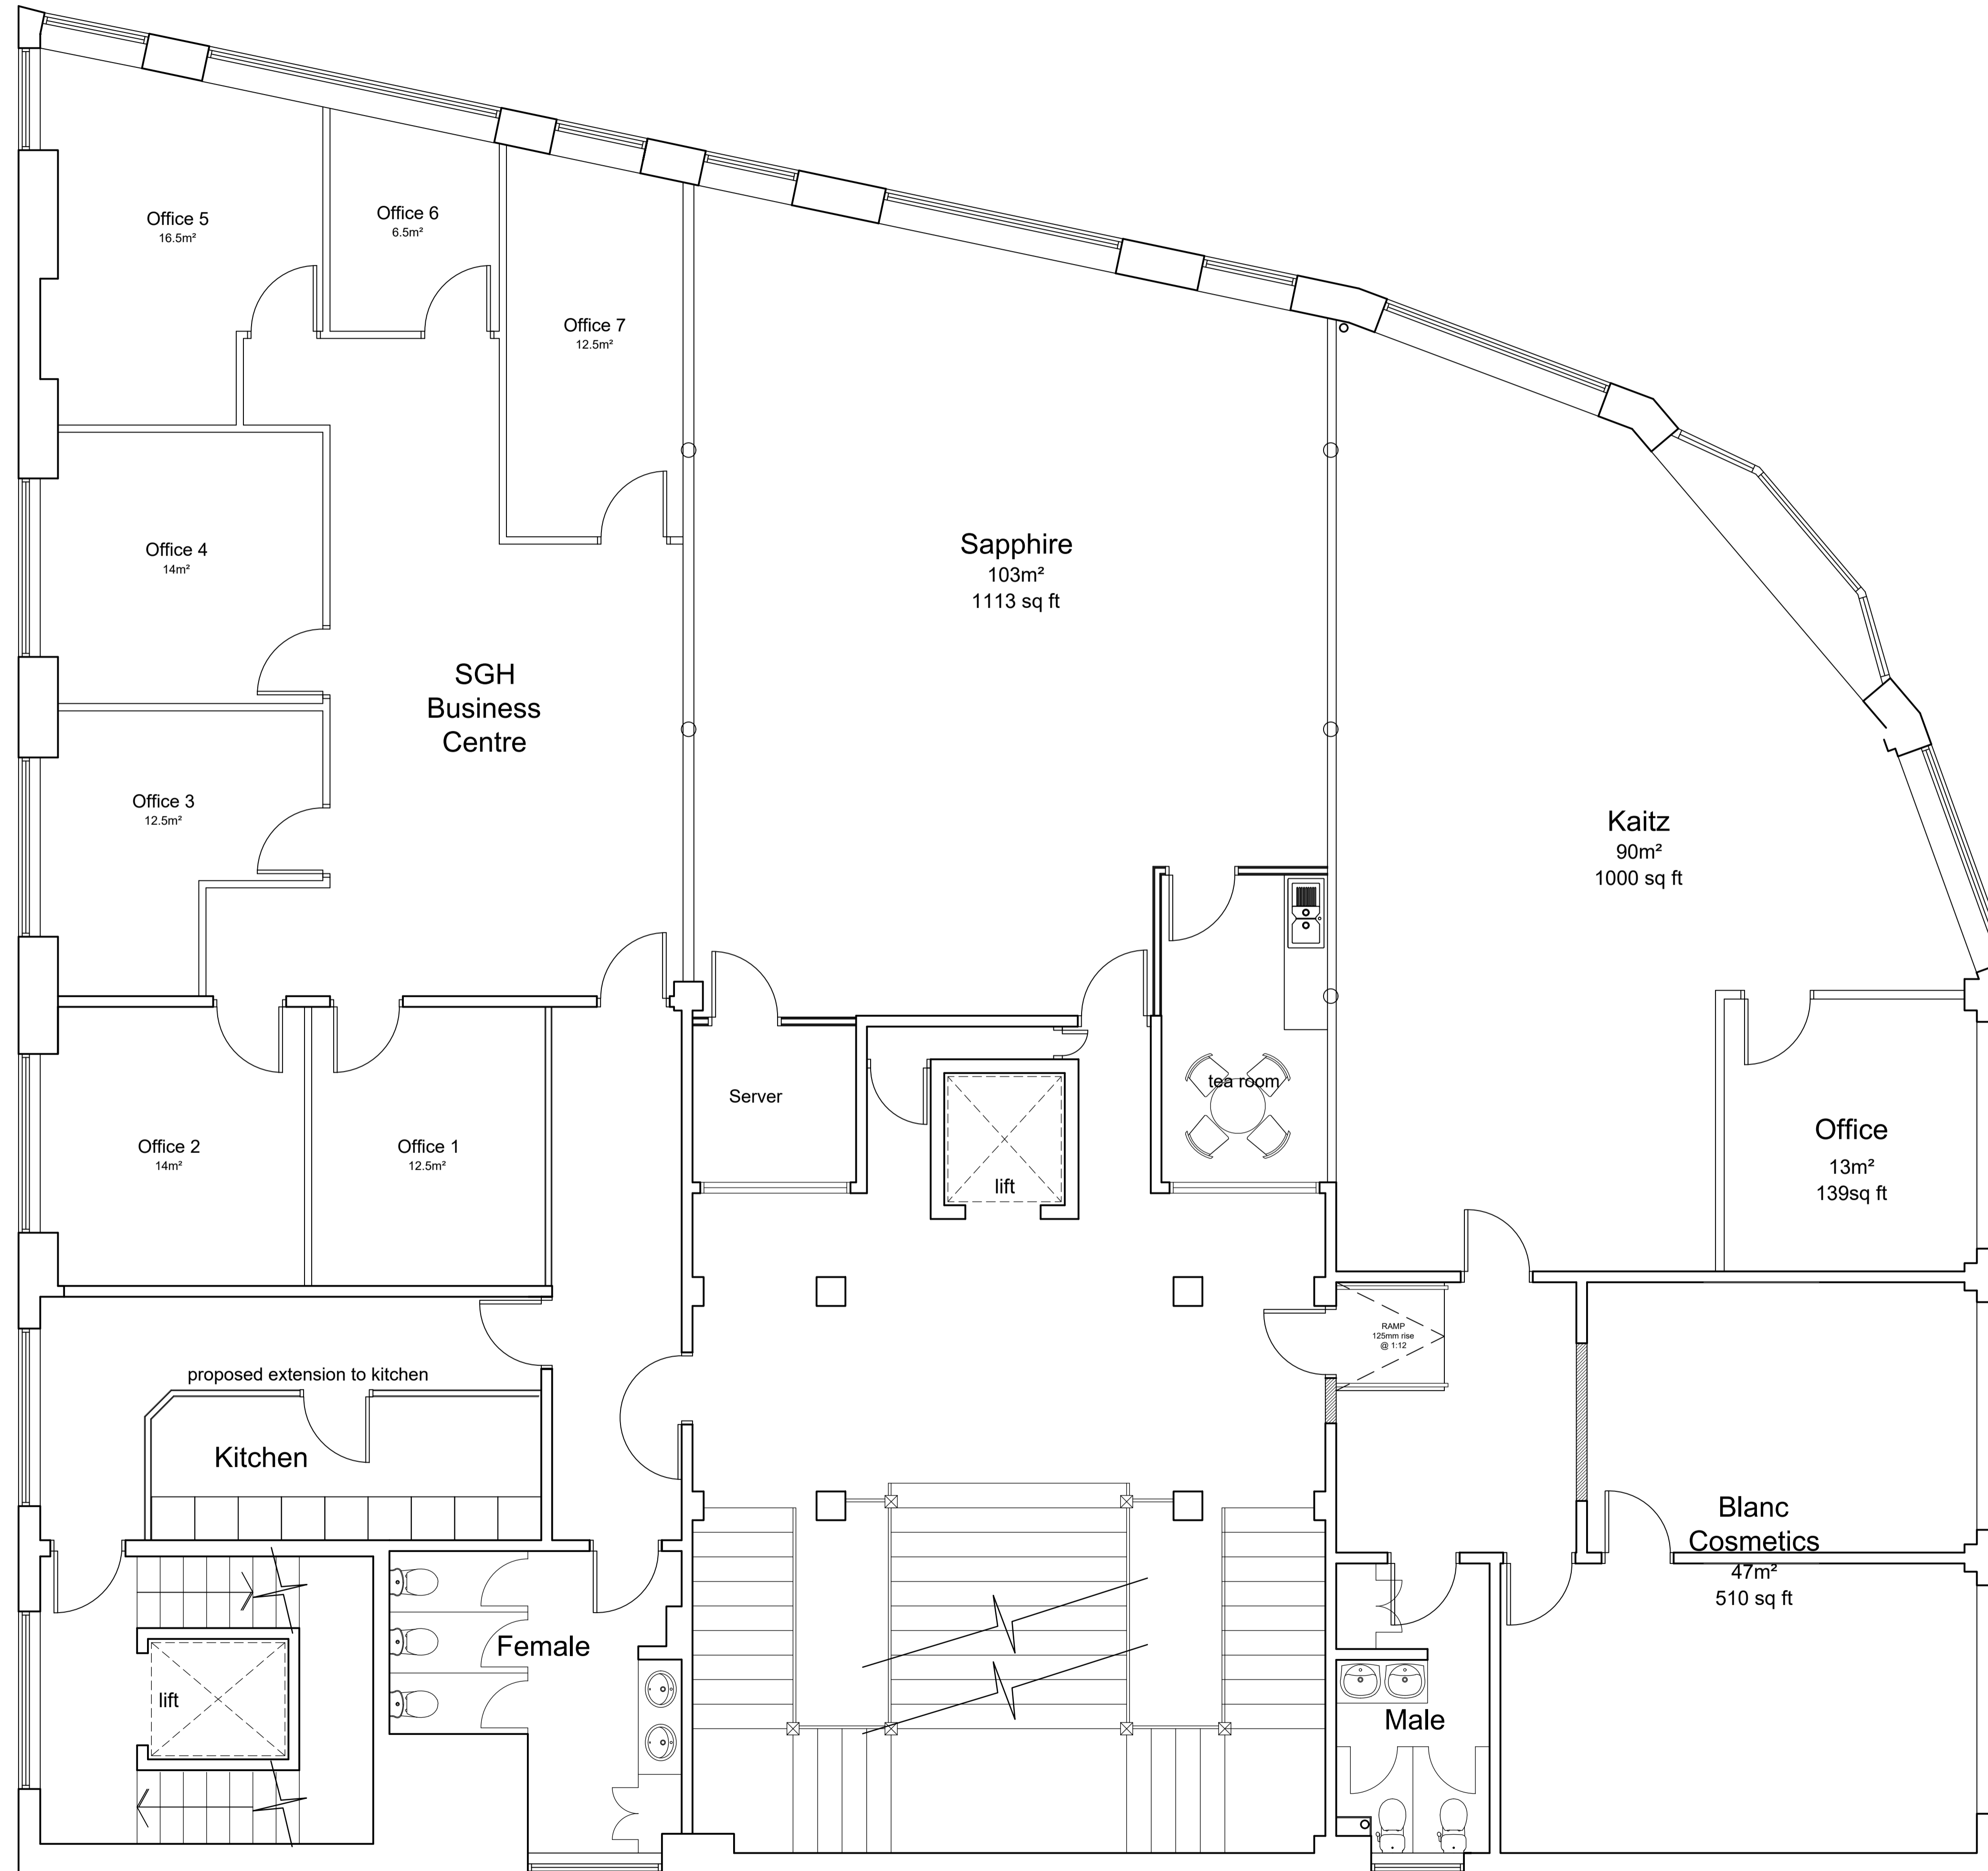 Office 5
16.5m²
Office 6
6.5m²
Office 7
12.5m²
Office 4
14m²
Sapphire
103m²
1113 sq ft
SGH
Business
Centre
Office 3
12.5m²
Kaitz
90m²
1000 sq ft
Server
tea room
Office 2
14m²
Office 1
12.5m²
lift
Office
13m²
139sq ft
RAMP
125mm rise
@ 1:12
proposed extension to kitchen
Kitchen
Blanc
Cosmetics
47m²
510 sq ft
Female
lift
Male